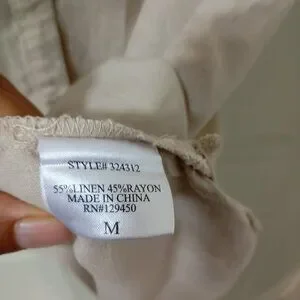 STYLE# 324312
55%LINEN 45%RAYON
MADE IN CHINA
RN#129450
M